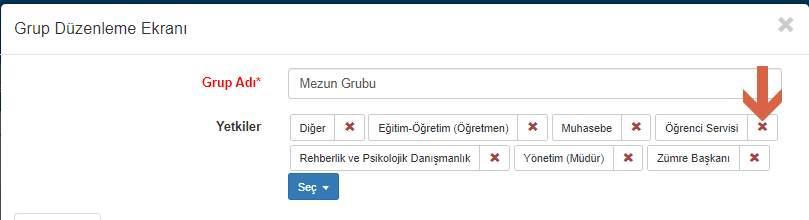 Grup Düzenleme Ekranı
Grup Adı* Mezun Grubu
Yetkiler Diğer Eğitim-Öğretim (Öğretmen) Muhasebe Öğrenci Servisi
Rehberlik ve Psikolojik Danışmanlık Yönetim (Müdür) Zümre Başkanı
Seç